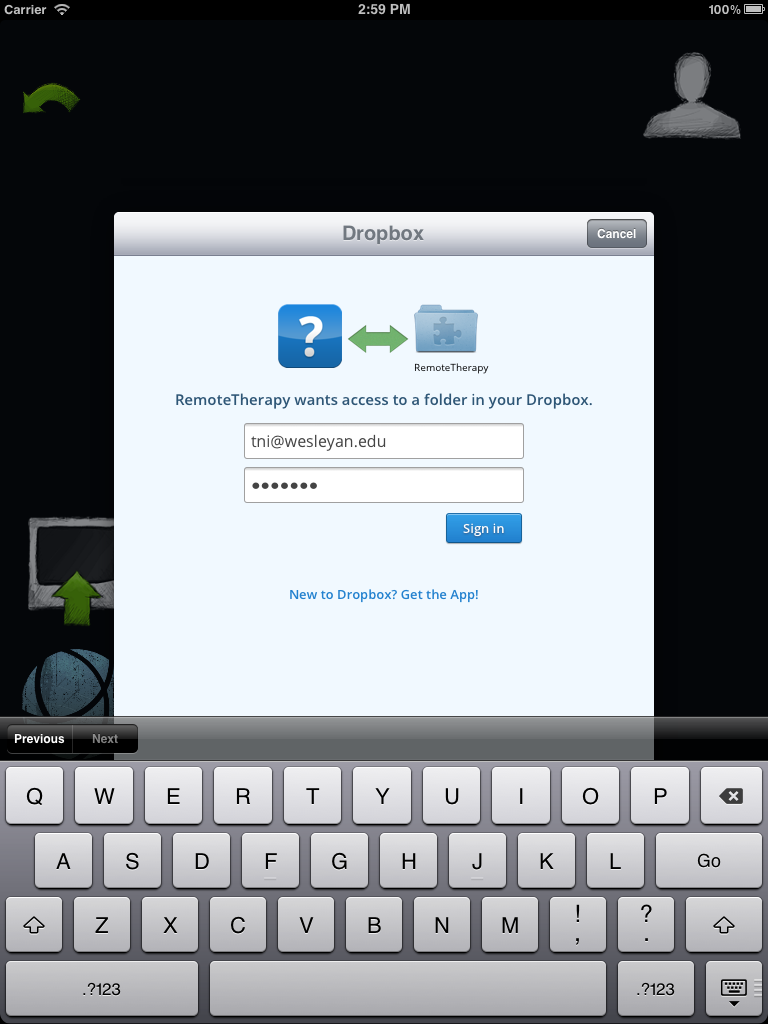 Carrier 2:59 PM 100%
Dropbox Cancel
?
RemoteTherapy
RemoteTherapy wants access to a folder in your Dropbox.
tni@wesleyan.edu
•••••••
Sign in
New to Dropbox? Get the App!
Previous Next
Q W E R T Y U I O P
A S D F G H J K L Go
Z X C V B N M ! , ? .
.?123 .?123